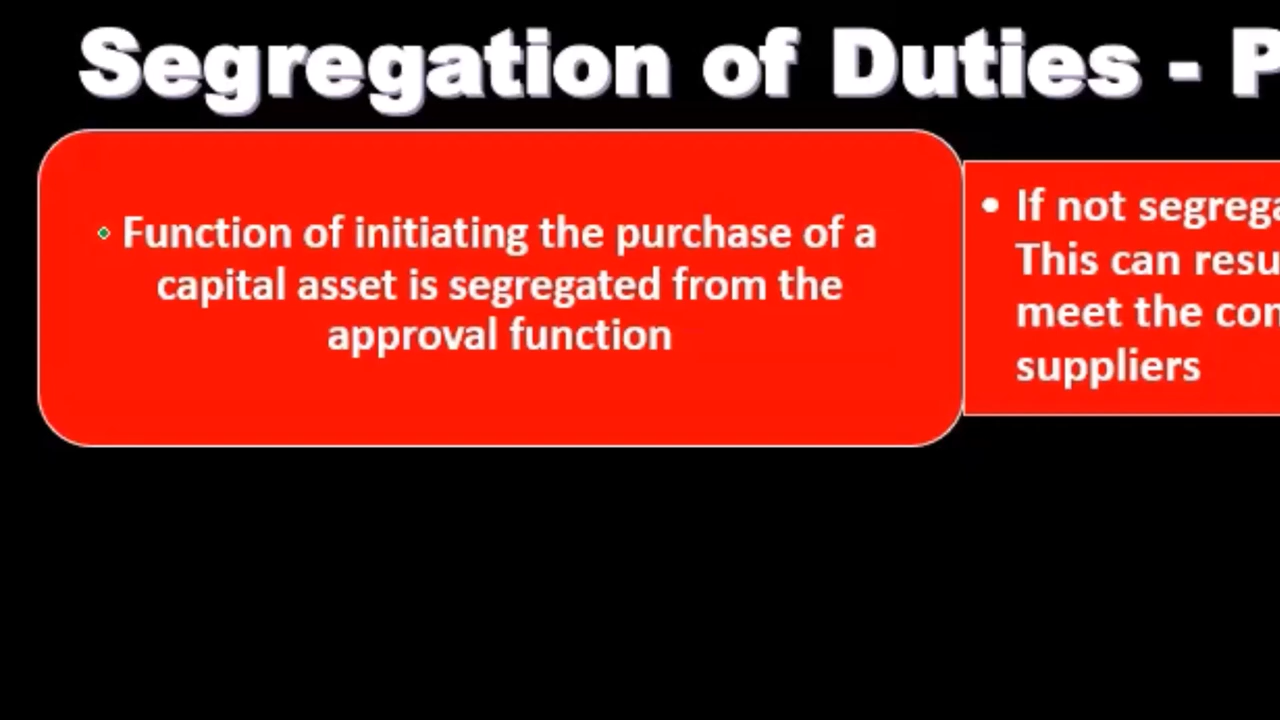 Segregation of Duties -
• Function of initiating the purchase of a
capital asset is segregated from the
approval function
• If not
This can
meet the
suppliers